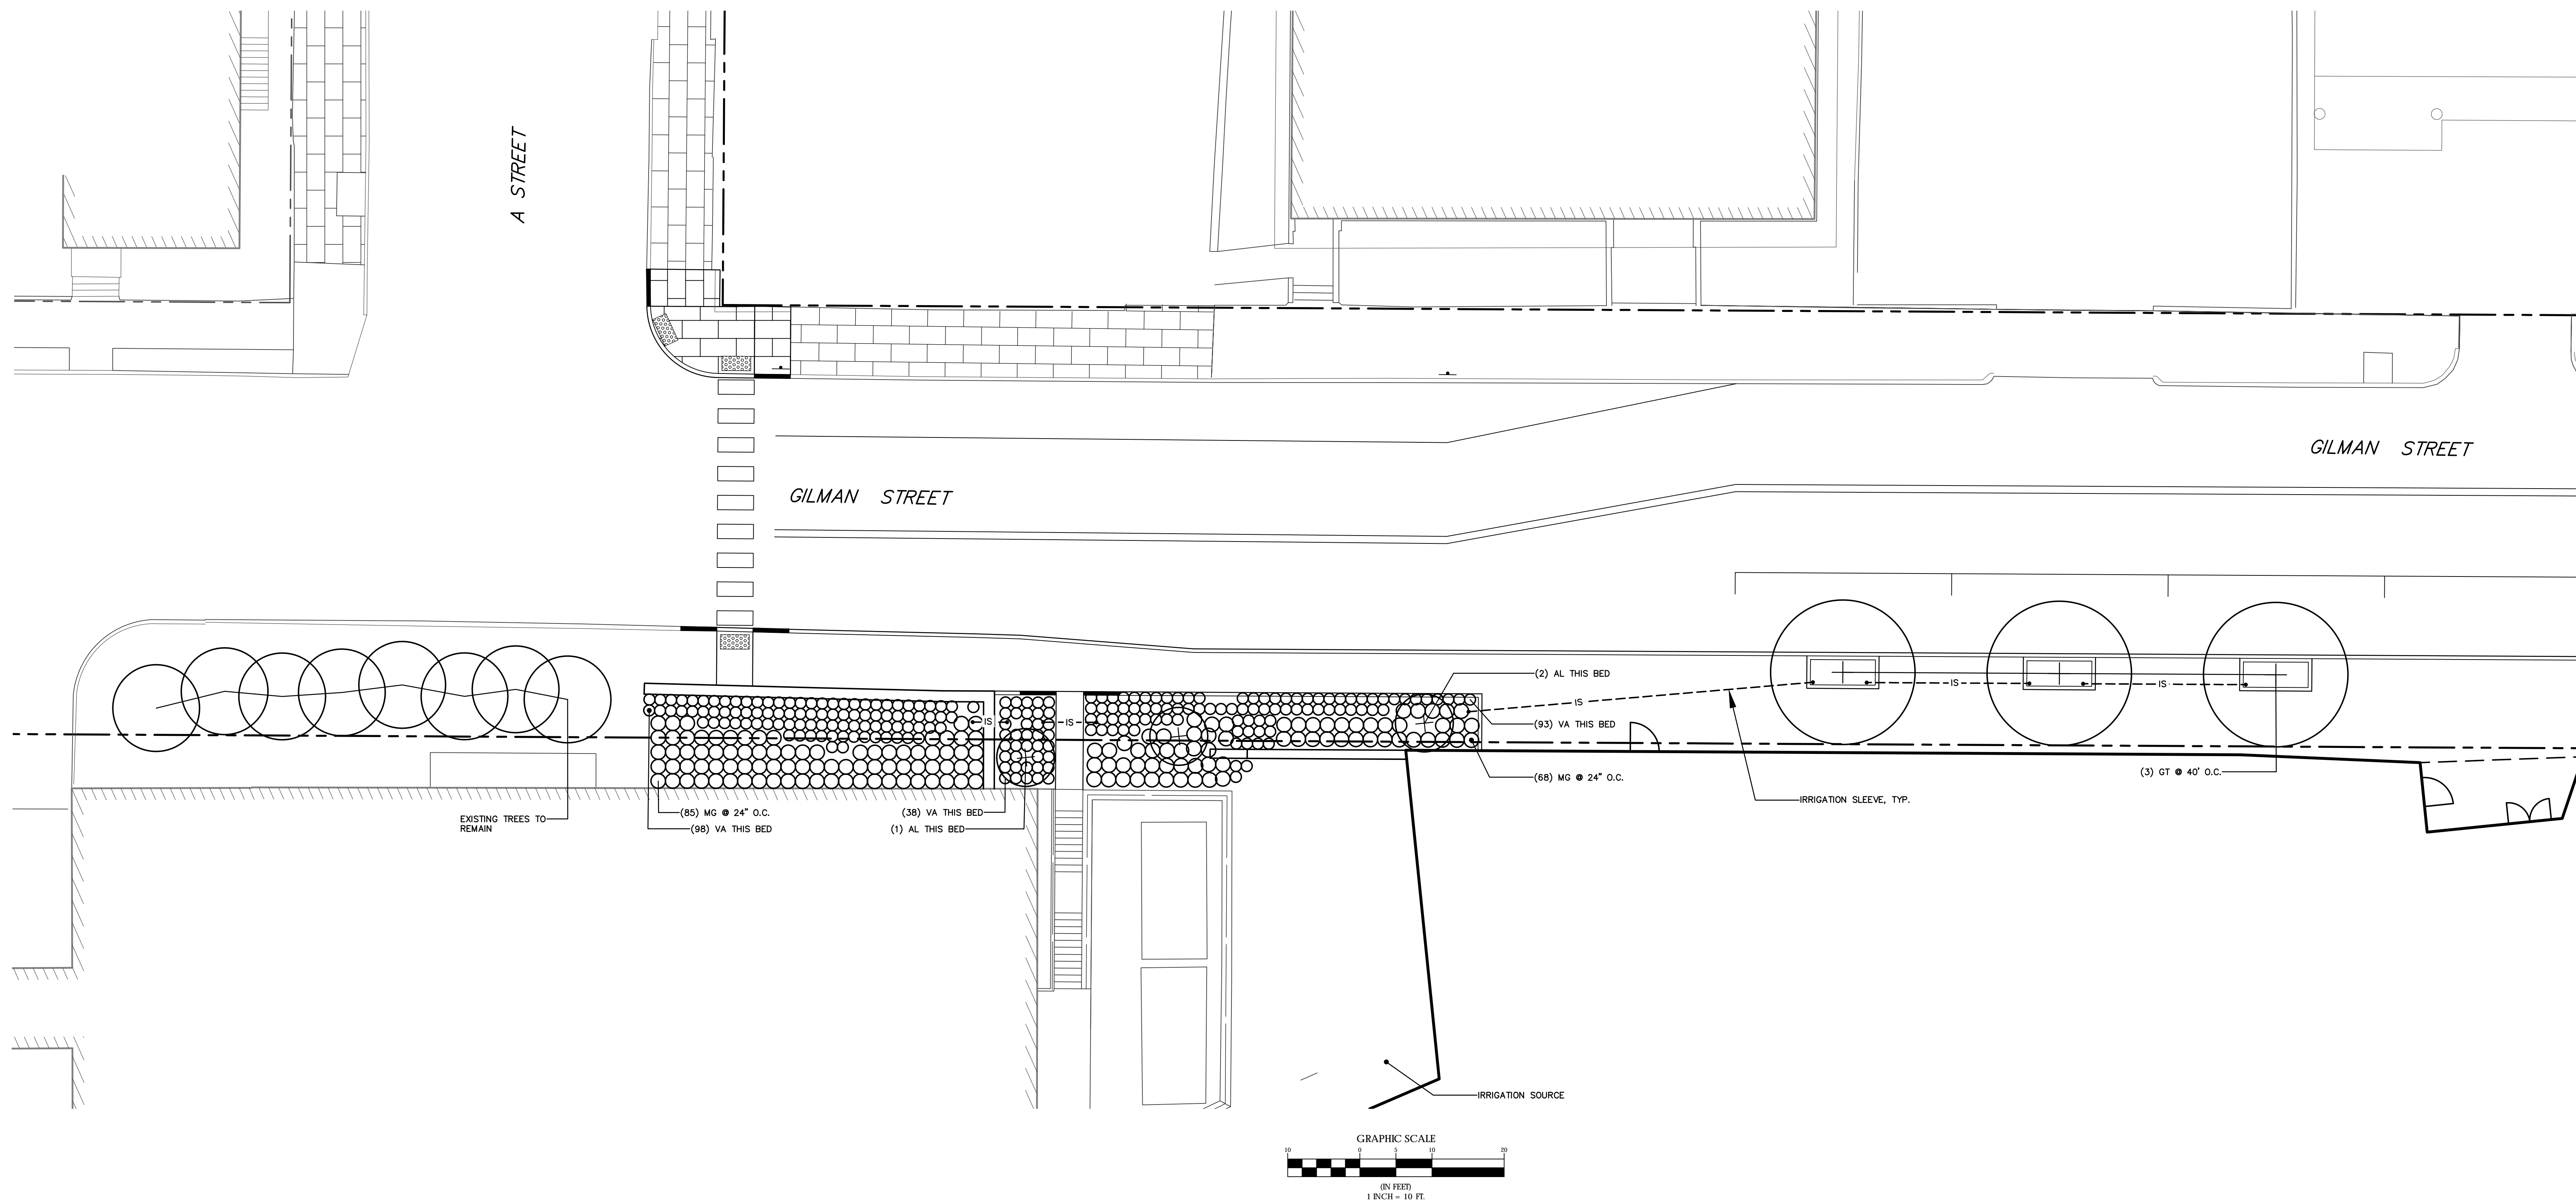 A STREET
GILMAN STREET
GILMAN STREET
(2) AL THIS BED
IS
IS
IS
(93) VA THIS BED
IS
IS
(68) MG @ 24" O.C.
(3) GT @ 40' O.C.
IRRIGATION SLEEVE, TYP.
EXISTING TREES TO
REMAIN
(85) MG @ 24" O.C.
(98) VA THIS BED
(38) VA THIS BED
(1) AL THIS BED
IRRIGATION SOURCE
GRAPHIC SCALE
10 0 5 10 20
(IN FEET)
1 INCH = 10 FT.